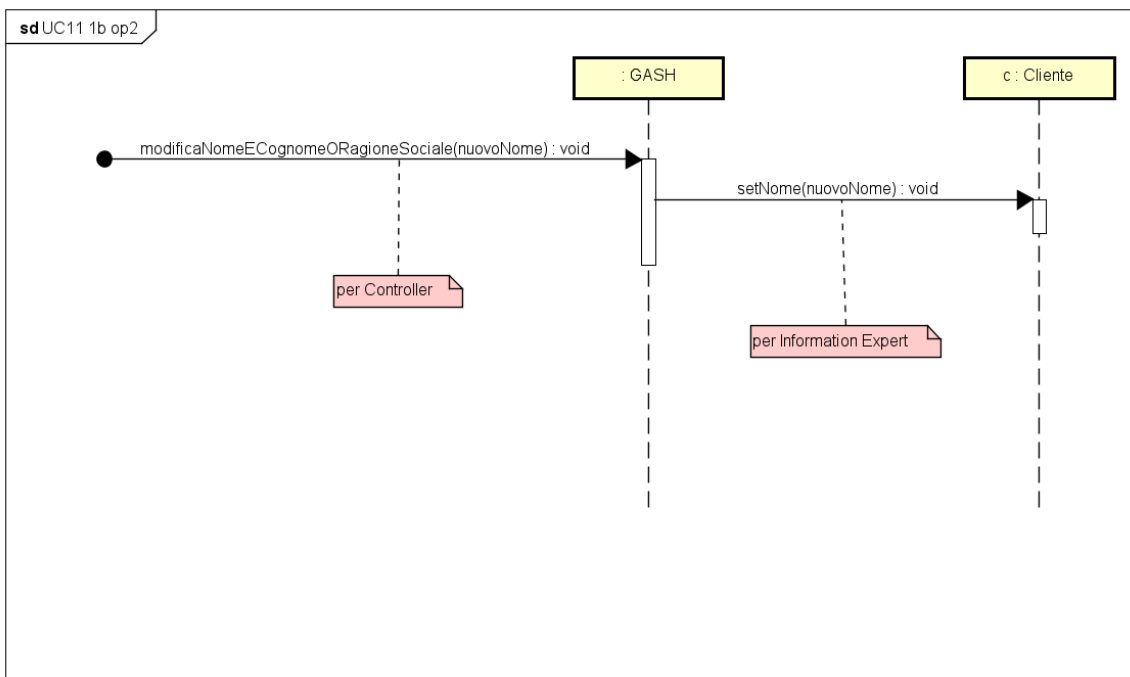 sd UC11 1b op2
: GASH
c : Cliente
modificaNomeECognomeORagioneSociale(nuovoNome) : void
setNome(nuovoNome) : void
per Controller
per Information Expert